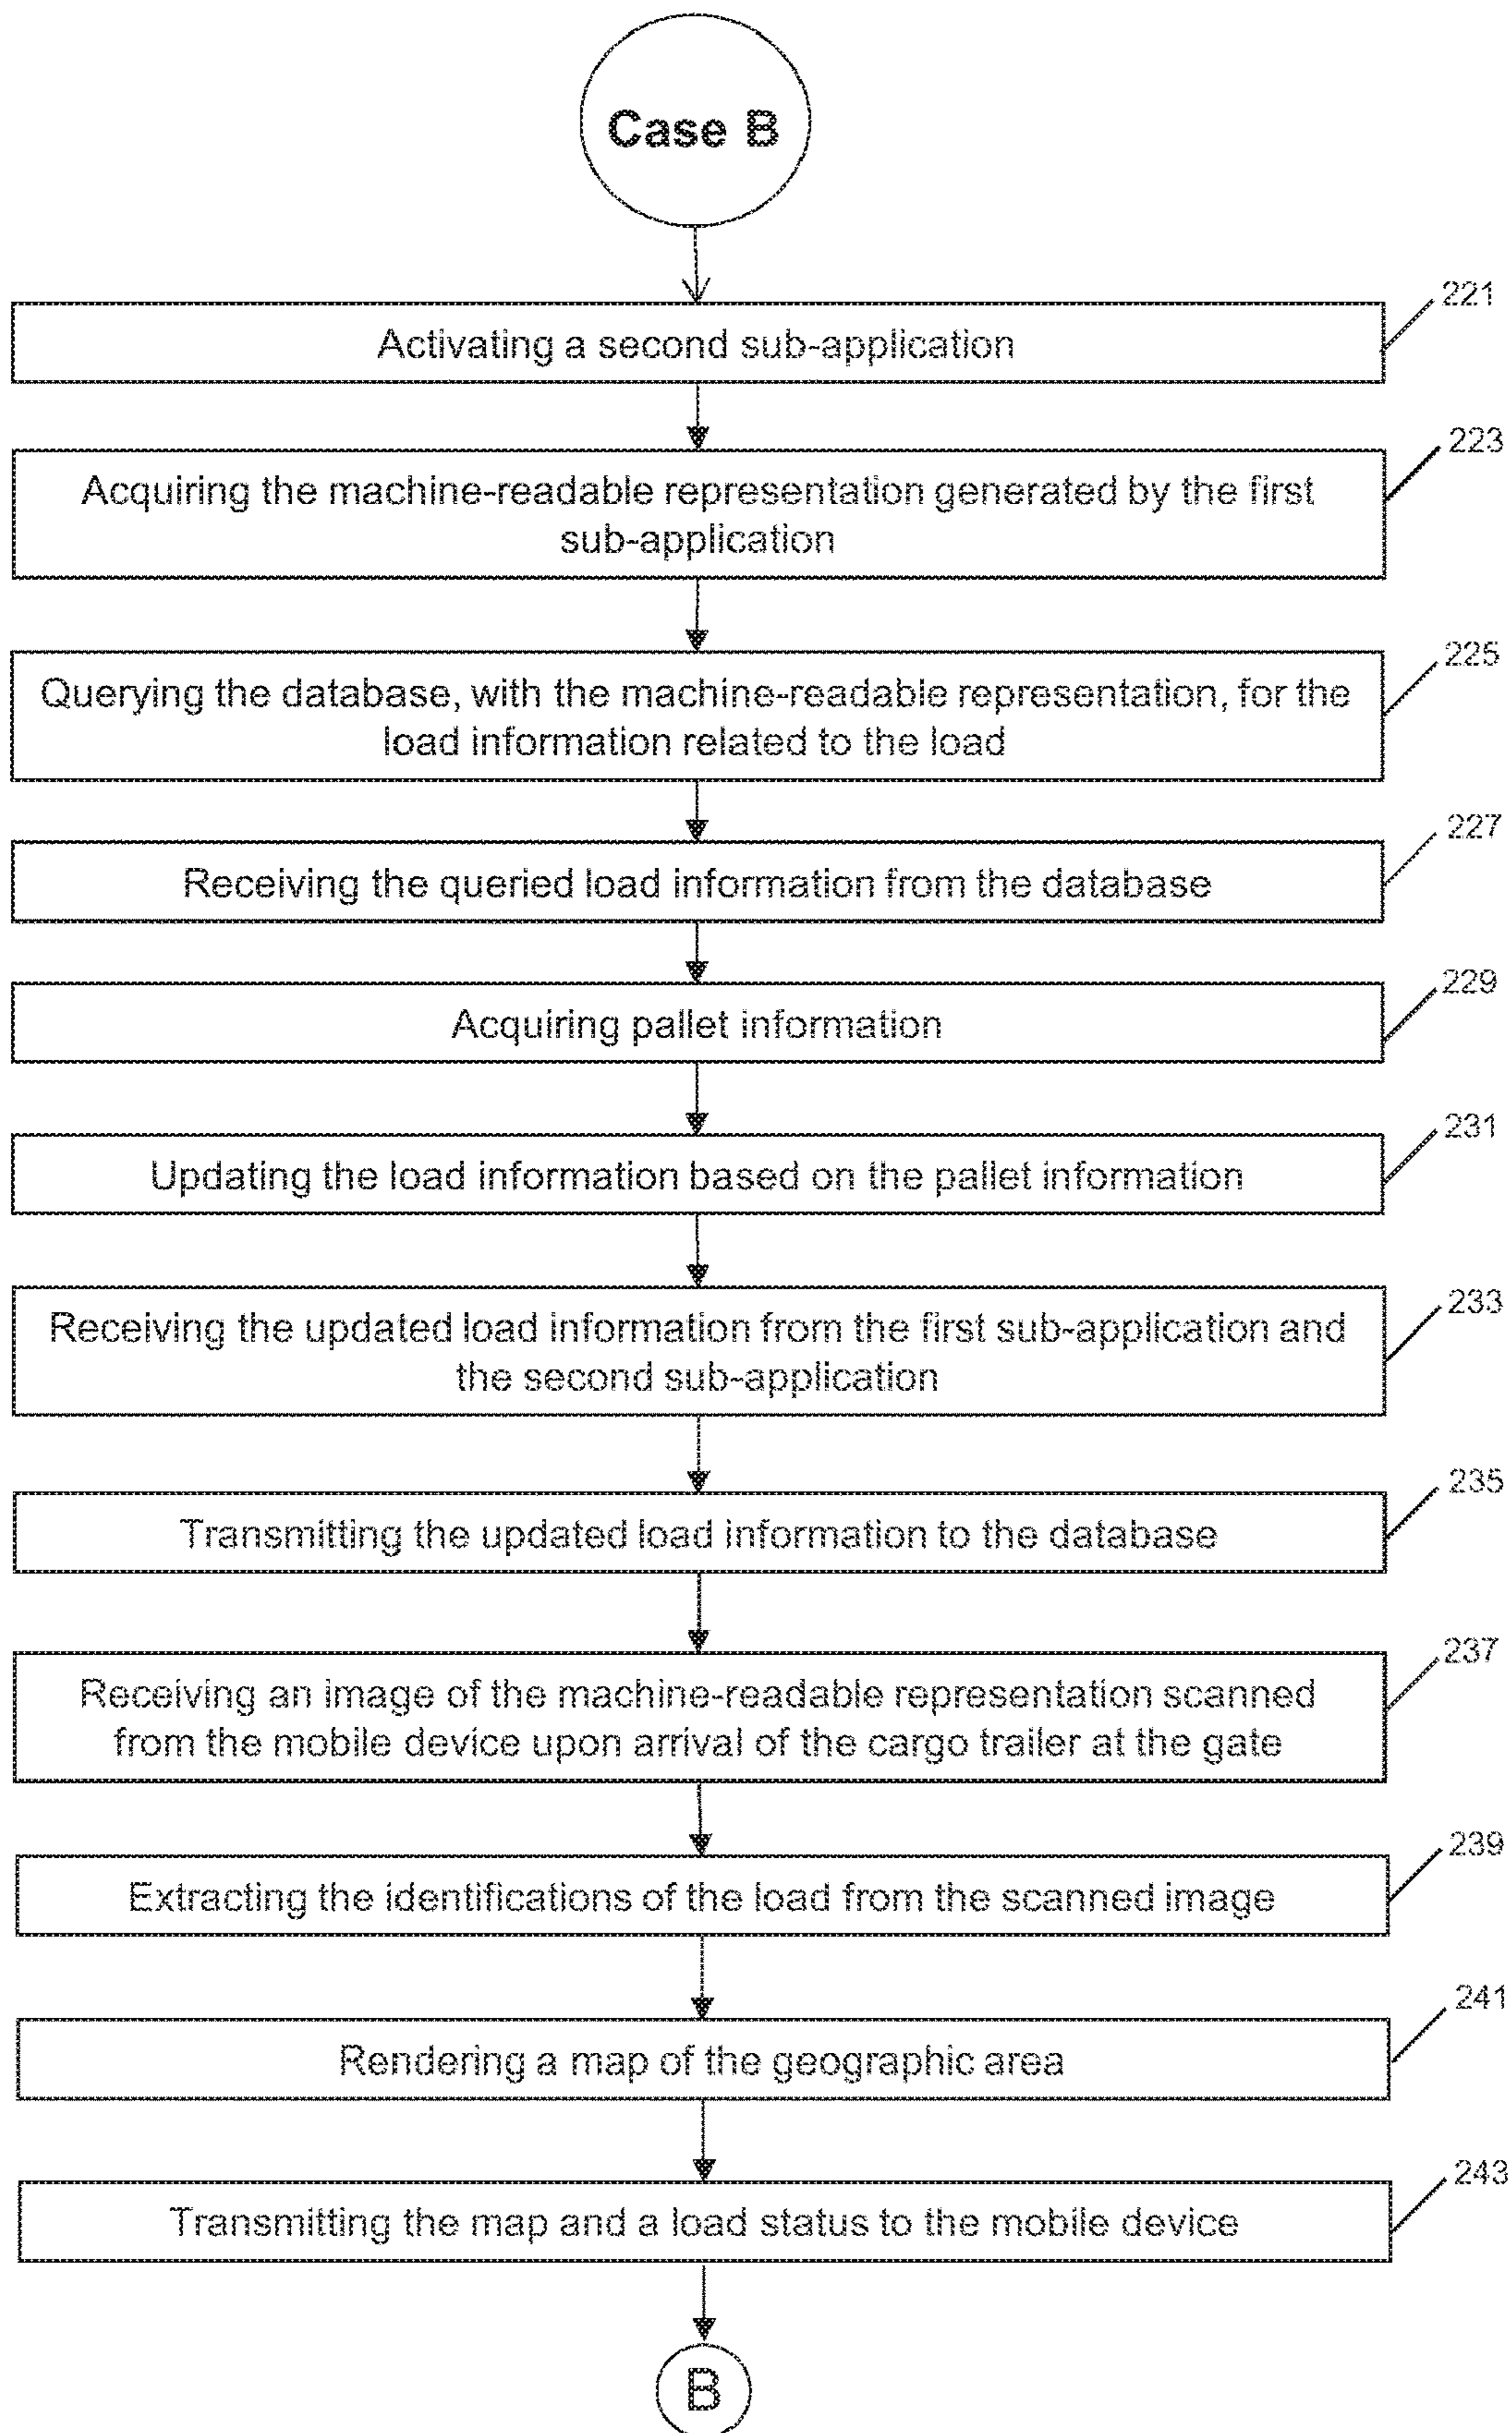 Case B
221
Activating a second sub-application
223
Acquiring the machine-readable representation generated by the first
sub-application
225
Querying the database, with the machine-readable representation, for the
load information related to the load
227
Receiving the queried load information from the database
229
Acquiring pallet information
231
Updating the load information based on the pallet information
233
Receiving the updated load information from the first sub-application and
the second sub-application
235
Transmitting the updated load information to the database
237
Receiving an image of the machine-readable representation scanned
from the mobile device upon arrival of the cargo trailer at the gate
239
Extracting the identifications of the load from the scanned image
241
Rendering a map of the geographic area
243
Transmitting the map and a load status to the mobile device
B